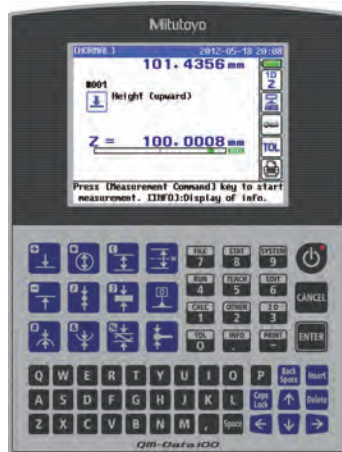 Mitutoyo
[NORMAL ] 2012-05-18 20:08
101.4356 mm
#001
Height (upward)
1D
Z
Z = 100.0008 mm
TOL
Press [Measurement Command] key to start
measurement. [INFO]:Display of info.
FILE STAT SYSTEM
7 8 9
RUN TEACH EDIT
4 5 6
CANCEL
CALC OTHER 2D
1 2 3
TOL INFO PRINT
0 . -
ENTER
Q W E R T Y U I O P Back Space Insert
A S D F G H J K L Caps Lock Delete
Z X C V B N M , Space
QM-Data100